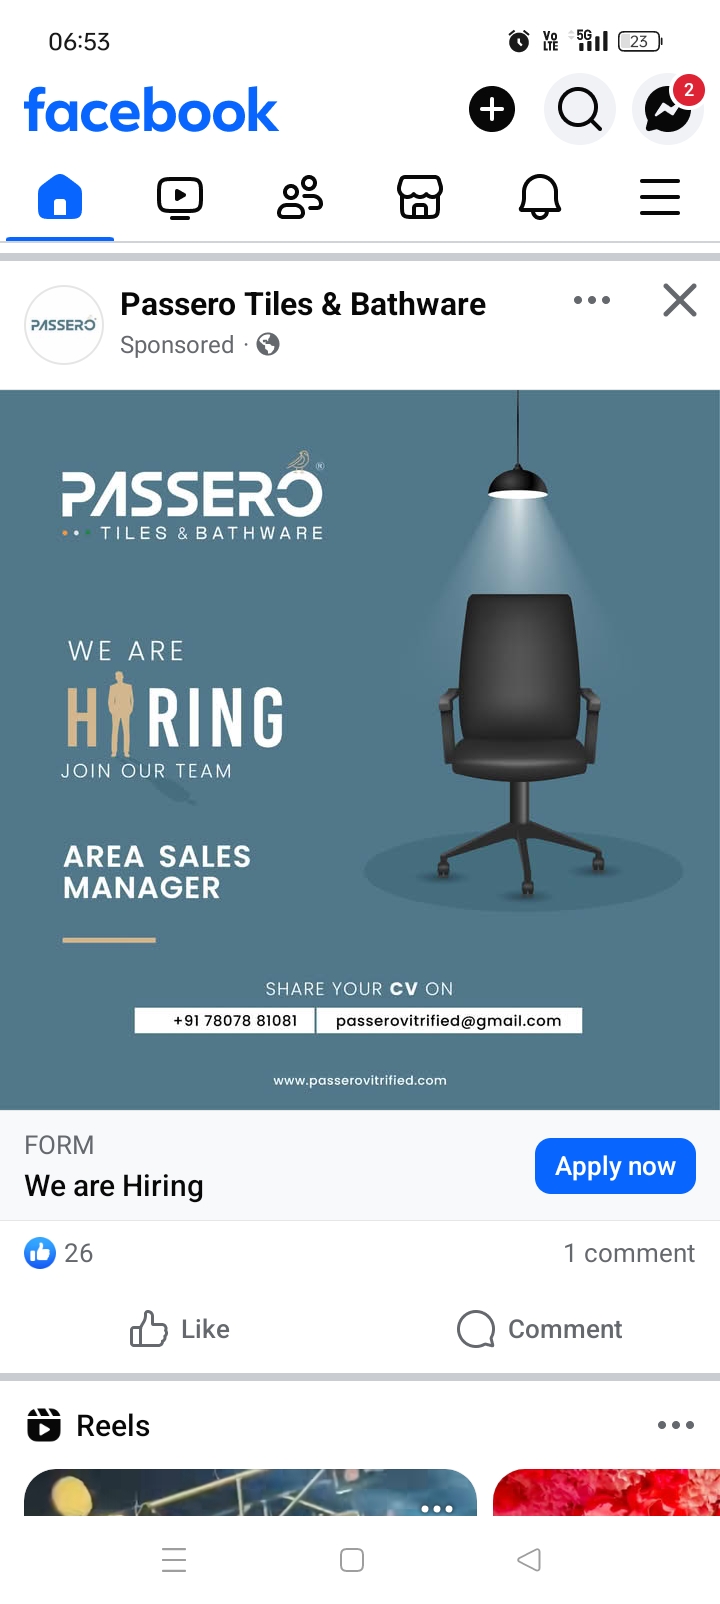 06:53
Vo LTE 5G 23
facebook
2
PASSERO
Passero Tiles & Bathware
Sponsored ·
PASSERO ®
TILES & BATHWARE
WE ARE
HIRING
JOIN OUR TEAM
AREA SALES
MANAGER
SHARE YOUR CV ON
+91 78078 81081 passerovitrified@gmail.com
www.passerovitrified.com
FORM
We are Hiring
Apply now
26 1 comment
Like Comment
Reels